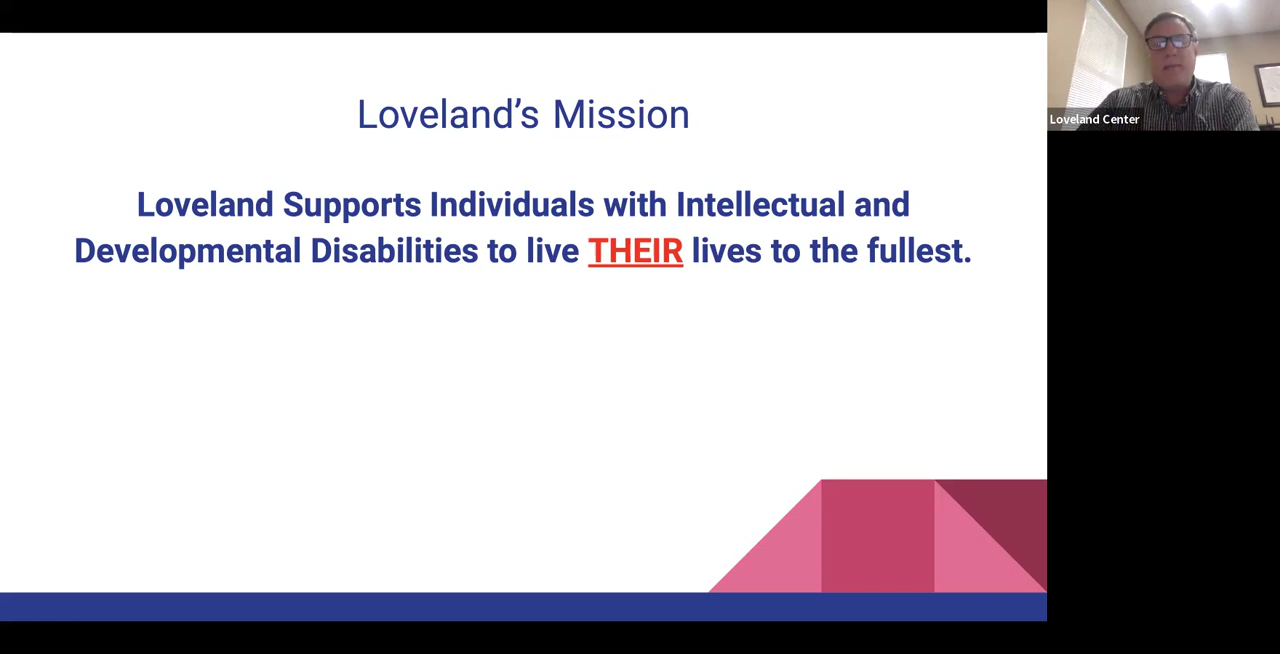 Loveland’s Mission
Loveland Supports Individuals with Intellectual and
Developmental Disabilities to live THEIR lives to the fullest.
Loveland Center